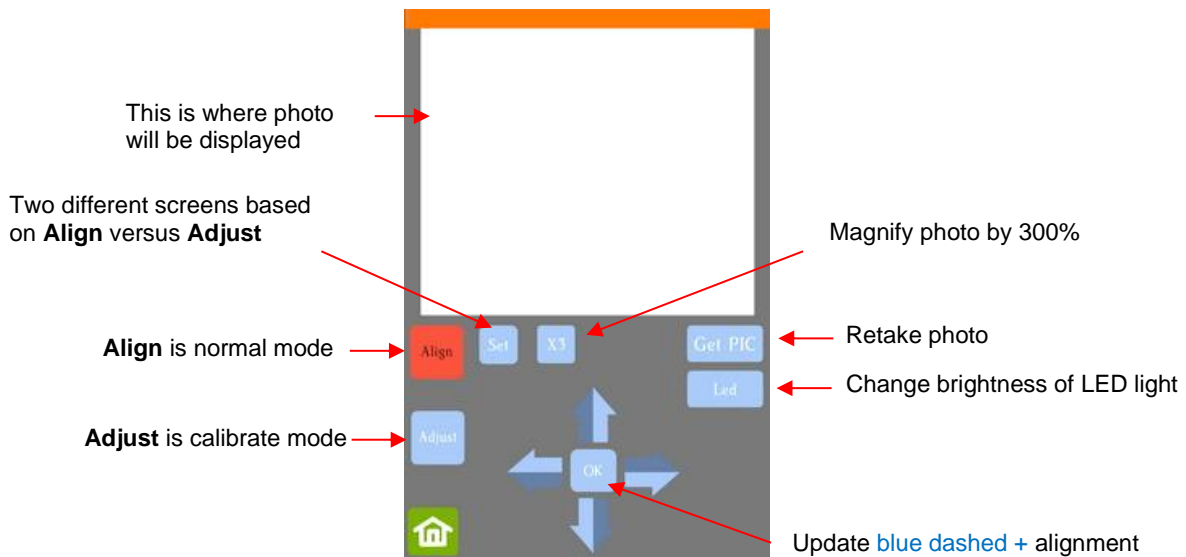 This is where photo
will be displayed
Two different screens based
on Align versus Adjust
Magnify photo by 300%
Align is normal mode
Align
Set
X3
Get PIC
Retake photo
Led
Change brightness of LED light
Adjust is calibrate mode
Adjust
OK
Update blue dashed + alignment